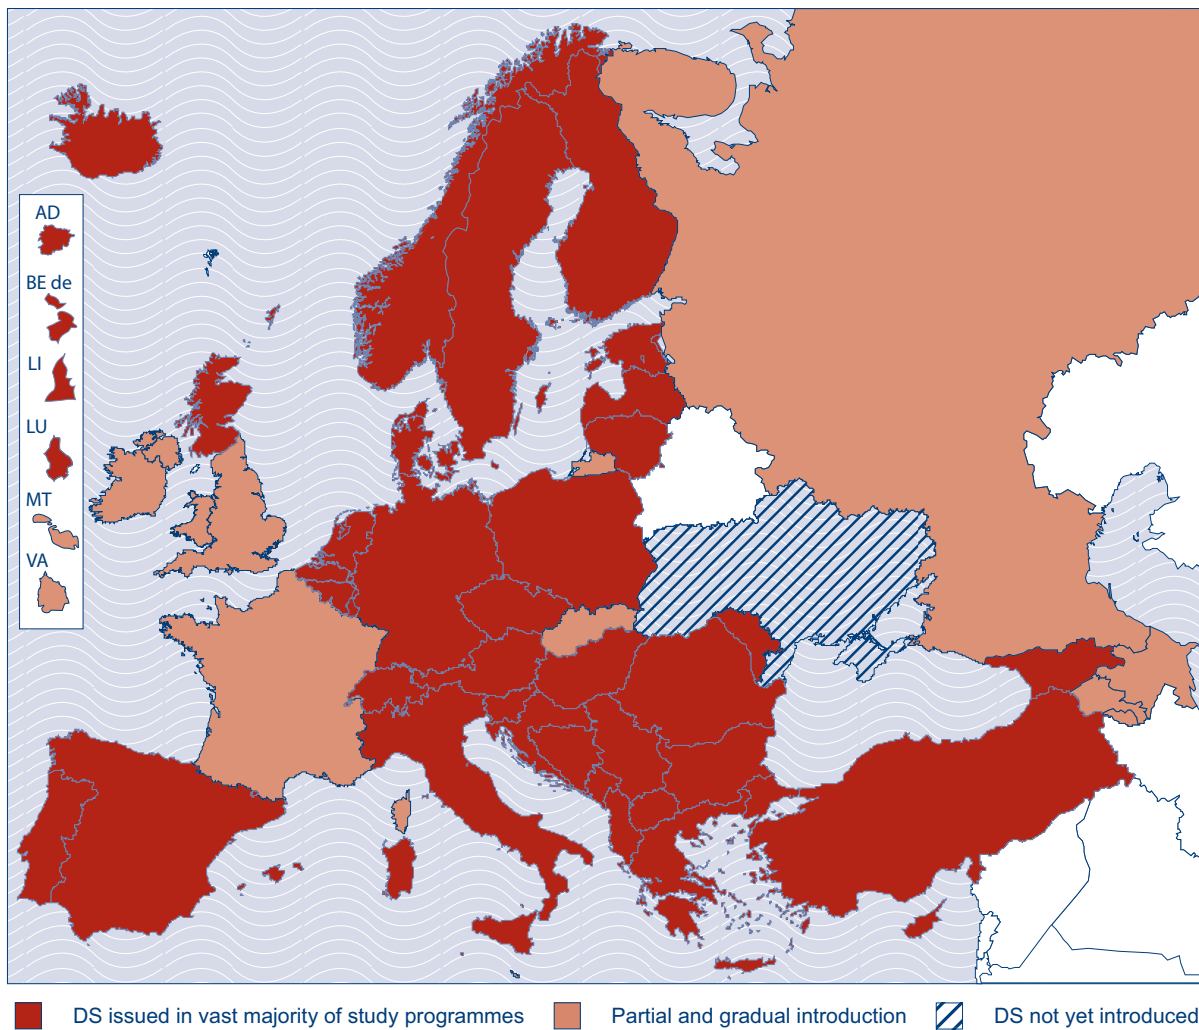 AD
BE de
LI
LU
MT
VA
DS issued in vast majority of study programmes Partial and gradual introduction DS not yet introduced